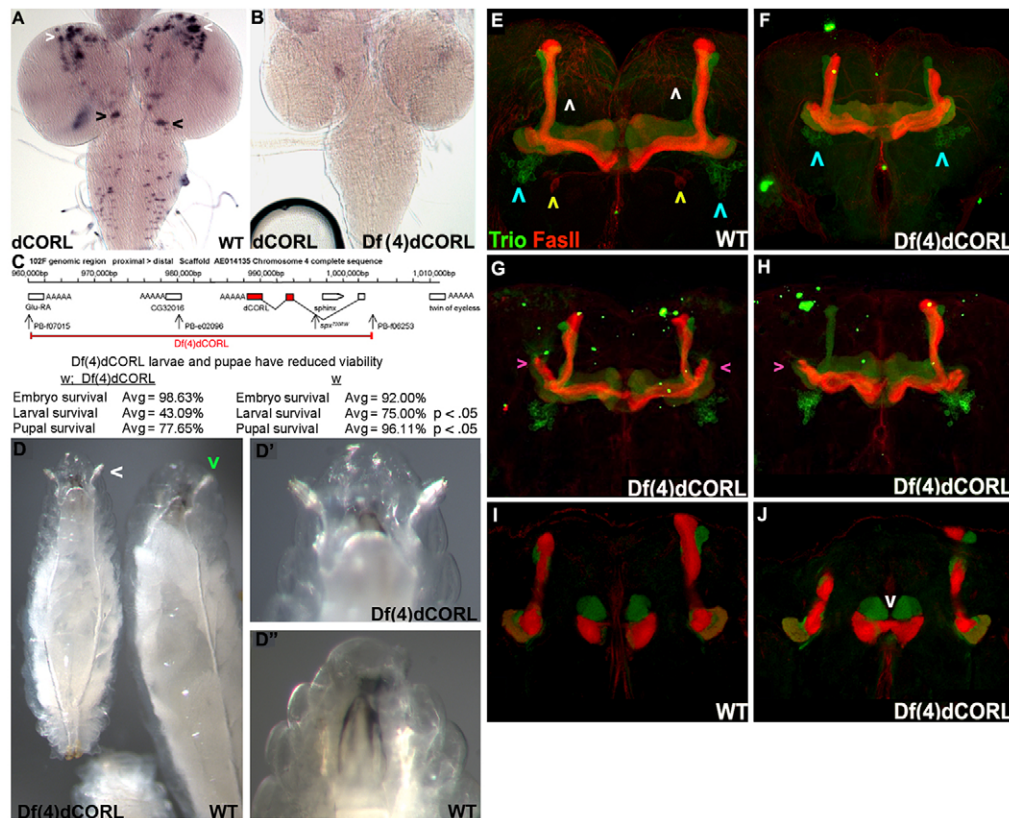 A
B
dCORL
WT
dCORL
Df(4)dCORL
C
102F genomic region proximal > distal Scaffold AE014135 Chromosome 4 complete sequence
960,000bp
970,000bp
980,000bp
990,000bp
1,000,000bp
1,010,000bp
AAAAA
AAAAA
AAAAA
AAAAA
Glu-RA
CG32016
dCORL
sphinx
twin of eyeless
PB-f07015
PB-e02096
PB-f06253
Df(4)dCORL
Df(4)dCORL larvae and pupae have reduced viability
w; Df(4)dCORL w
Embryo survival Avg = 98.63% Embryo survival Avg = 92.00%
Larval survival Avg = 43.09% Larval survival Avg = 75.00% p < .05
Pupal survival Avg = 77.65% Pupal survival Avg = 96.11% p < .05
D
Df(4)dCORL
WT
D'
Df(4)dCORL
D"
WT
E
Trio FasII
WT
F
Df(4)dCORL
G
Df(4)dCORL
H
Df(4)dCORL
I
WT
J
Df(4)dCORL